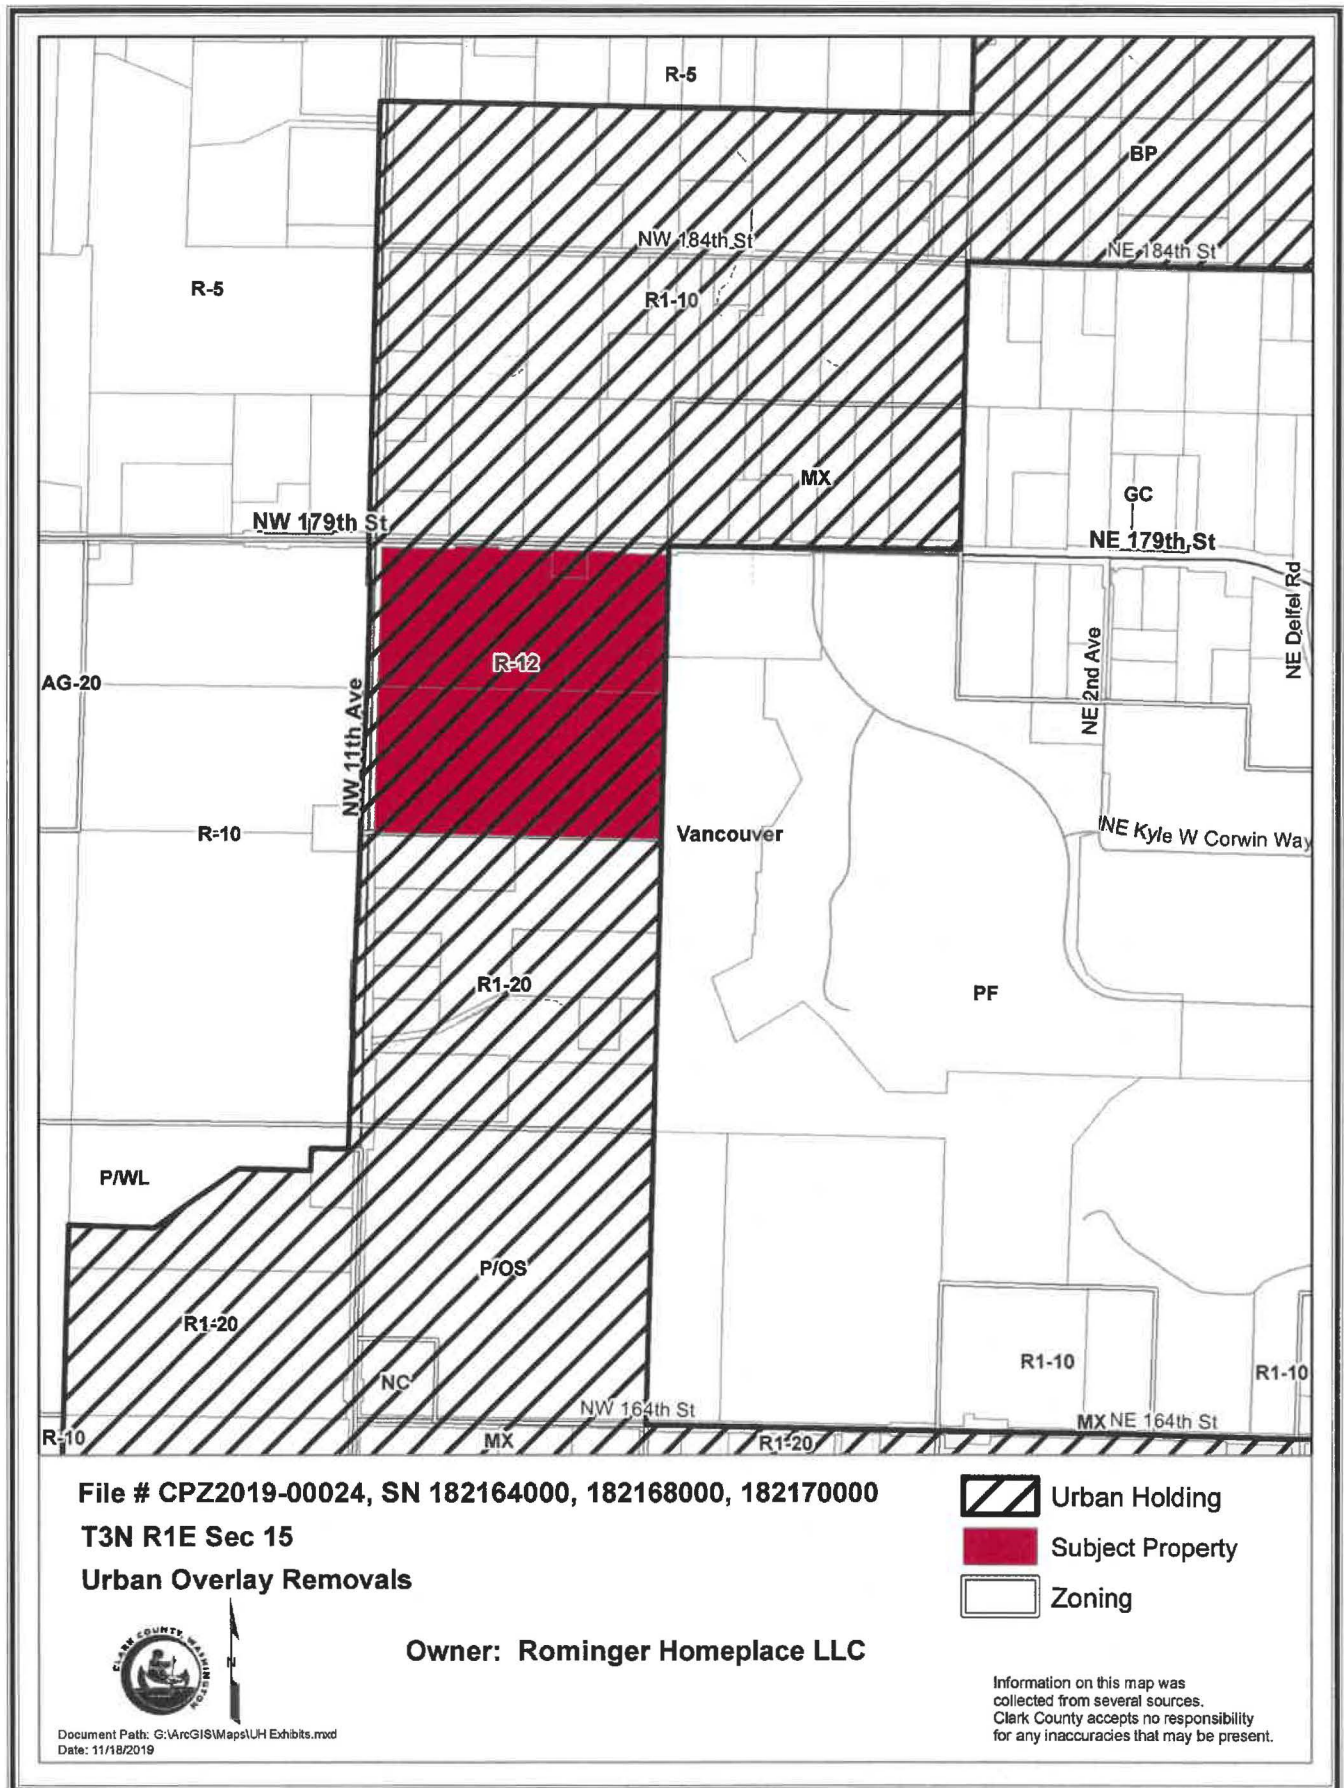 R-5
BP
NW 184th St
NE 184th St
R-5
R1-10
MX
GC
NW 179th St
NE 179th St
NE Delfel Rd
R-12
NE 2nd Ave
AG-20
NW 11th Ave
R-10
Vancouver
NE Kyle W Corwin Way
R1-20
PF
P/WL
P/OS
R1-20
R1-10
R1-10
NC
NW 164th St
MX NE 164th St
R-10
MX
R1-20
File # CPZ2019-00024, SN 182164000, 182168000, 182170000
T3N R1E Sec 15
Urban Overlay Removals
Urban Holding
Subject Property
Zoning
CLARK COUNTY, WASHINGTON
N
Owner: Rominger Homeplace LLC
Information on this map was
collected from several sources.
Clark County accepts no responsibility
for any inaccuracies that may be present.
Document Path: G:\ArcGIS\Maps\UH Exhibits.mxd
Date: 11/18/2019